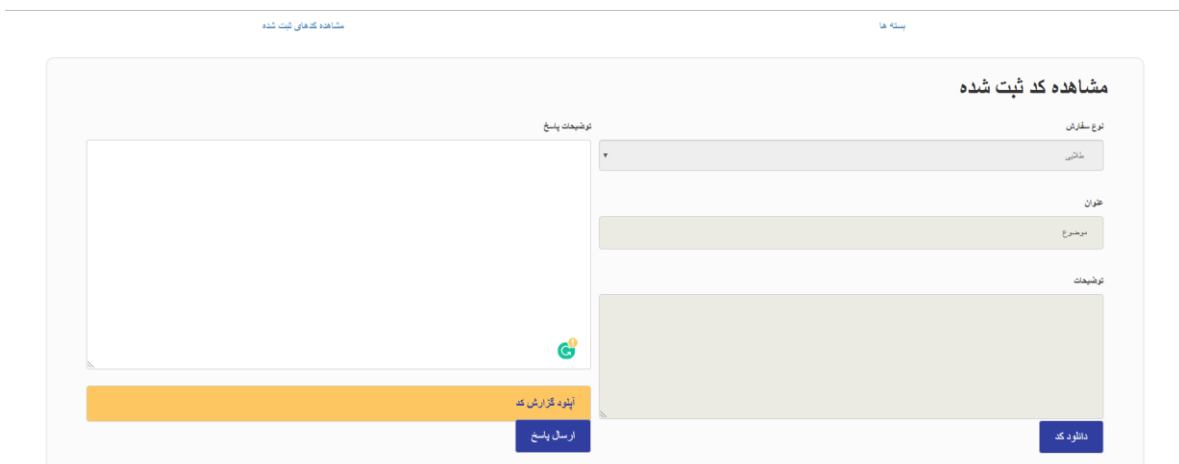 بسته ها
مشاهده کدهای ثبت شده
مشاهده کد ثبت شده
نوع سفارش
طلایی
عنوان
موضوع
توضیحات
دانلود کد
توضیحات پاسخ
آپلود گزارش کد
ارسال پاسخ